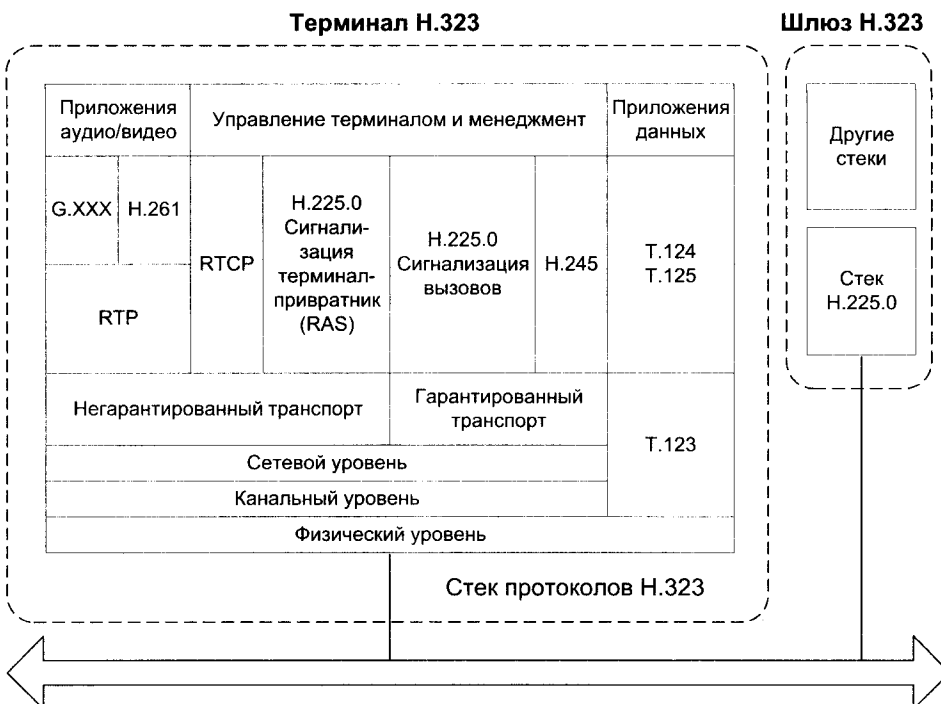 Терминал Н.323
Шлюз Н.323
Приложения
аудио/видео
Управление терминалом и менеджмент
Приложения
данных
G.XXX
H.261
RTP
RTCP
H.225.0
Сигнали-
зация
терминал-
привратник
(RAS)
H.225.0
Сигнализация
вызовов
H.245
T.124
T.125
Негарантированный транспорт
Гарантированный
транспорт
T.123
Сетевой уровень
Канальный уровень
Физический уровень
Стек протоколов Н.323
Другие
стеки
Стек
H.225.0